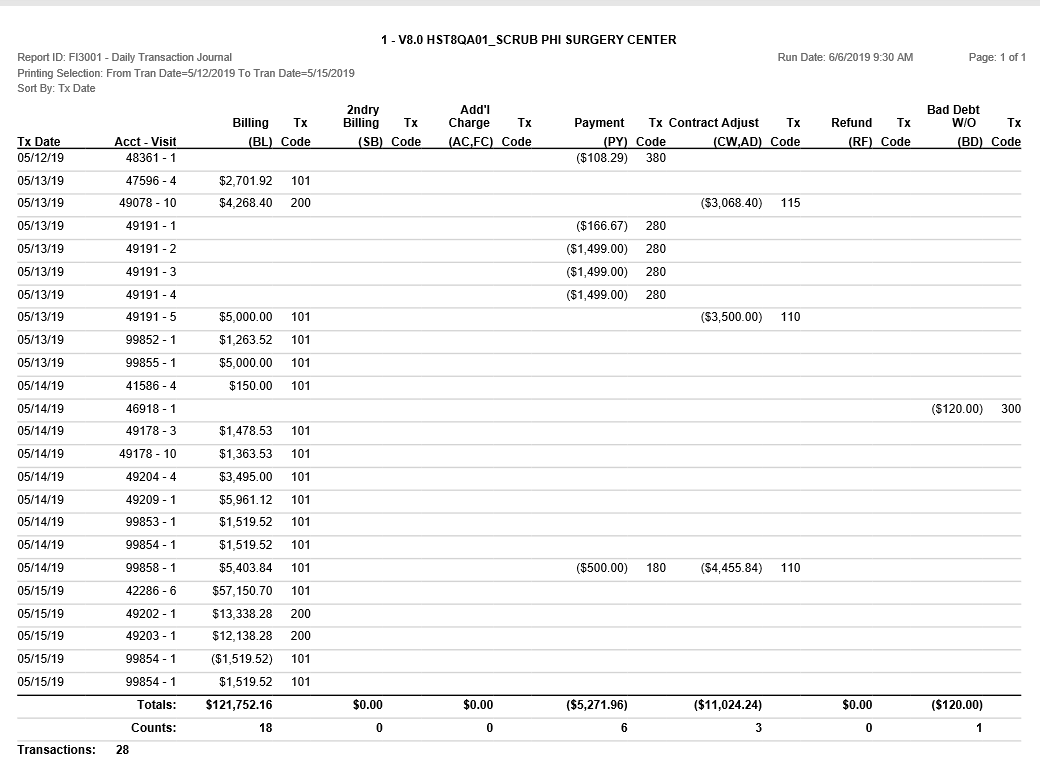 1 - V8.0 HST8QA01_SCRUB PHI SURGERY CENTER
Report ID: FI3001 - Daily Transaction Journal Run Date: 6/6/2019 9:30 AM Page: 1 of 1
Printing Selection: From Tran Date=5/12/2019 To Tran Date=5/15/2019
Sort By: Tx Date
2ndry Add'l Bad Debt
Billing Tx Billing Tx Charge Tx Payment Tx Contract Adjust Tx Refund Tx W/O Tx
Tx Date Acct - Visit (BL) Code (SB) Code (AC,FC) Code (PY) Code (CW,AD) Code (RF) Code (BD) Code
05/12/19 48361 - 1 ($108.29) 380
05/13/19 47596 - 4 $2,701.92 101
05/13/19 49078 - 10 $4,268.40 200 ($3,068.40) 115
05/13/19 49191 - 1 ($166.67) 280
05/13/19 49191 - 2 ($1,499.00) 280
05/13/19 49191 - 3 ($1,499.00) 280
05/13/19 49191 - 4 ($1,499.00) 280
05/13/19 49191 - 5 $5,000.00 101 ($3,500.00) 110
05/13/19 99852 - 1 $1,263.52 101
05/13/19 99855 - 1 $5,000.00 101
05/14/19 41586 - 4 $150.00 101
05/14/19 46918 - 1 ($120.00) 300
05/14/19 49178 - 3 $1,478.53 101
05/14/19 49178 - 10 $1,363.53 101
05/14/19 49204 - 4 $3,495.00 101
05/14/19 49209 - 1 $5,961.12 101
05/14/19 99853 - 1 $1,519.52 101
05/14/19 99854 - 1 $1,519.52 101
05/14/19 99858 - 1 $5,403.84 101 ($500.00) 180 ($4,455.84) 110
05/15/19 42286 - 6 $57,150.70 101
05/15/19 49202 - 1 $13,338.28 200
05/15/19 49203 - 1 $12,138.28 200
05/15/19 99854 - 1 ($1,519.52) 101
05/15/19 99854 - 1 $1,519.52 101
Totals: $121,752.16 $0.00 $0.00 ($5,271.96) ($11,024.24) $0.00 ($120.00)
Counts: 18 0 0 6 3 0 1
Transactions: 28